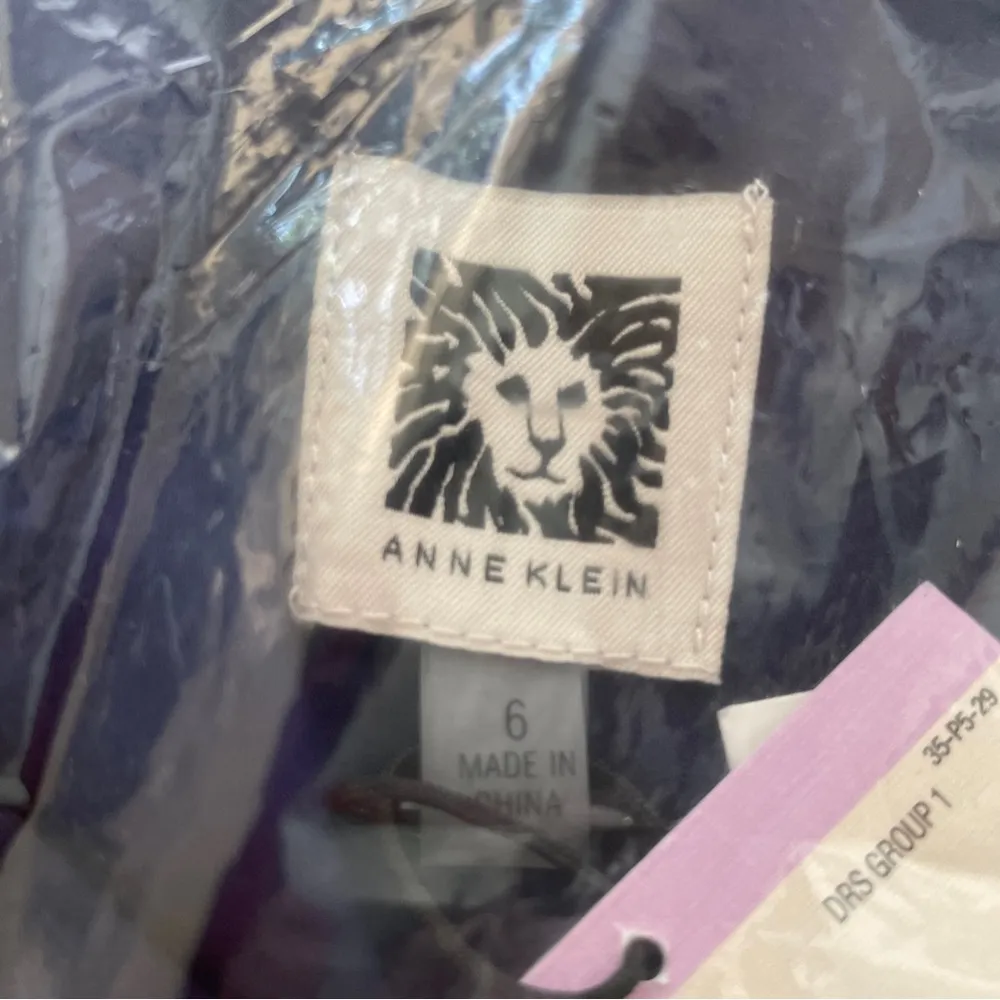 ANNE KLEIN
6
MADE IN
CHINA
35-P5-29
DRS GROUP 1